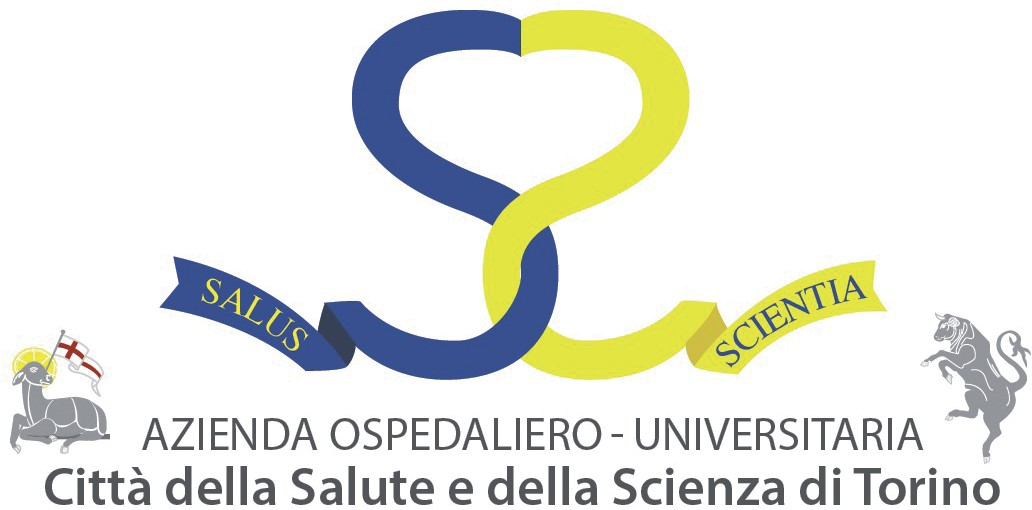 SALUS
SCIENTIA
AZIENDA OSPEDALIERO - UNIVERSITARIA
Città della Salute e della Scienza di Torino